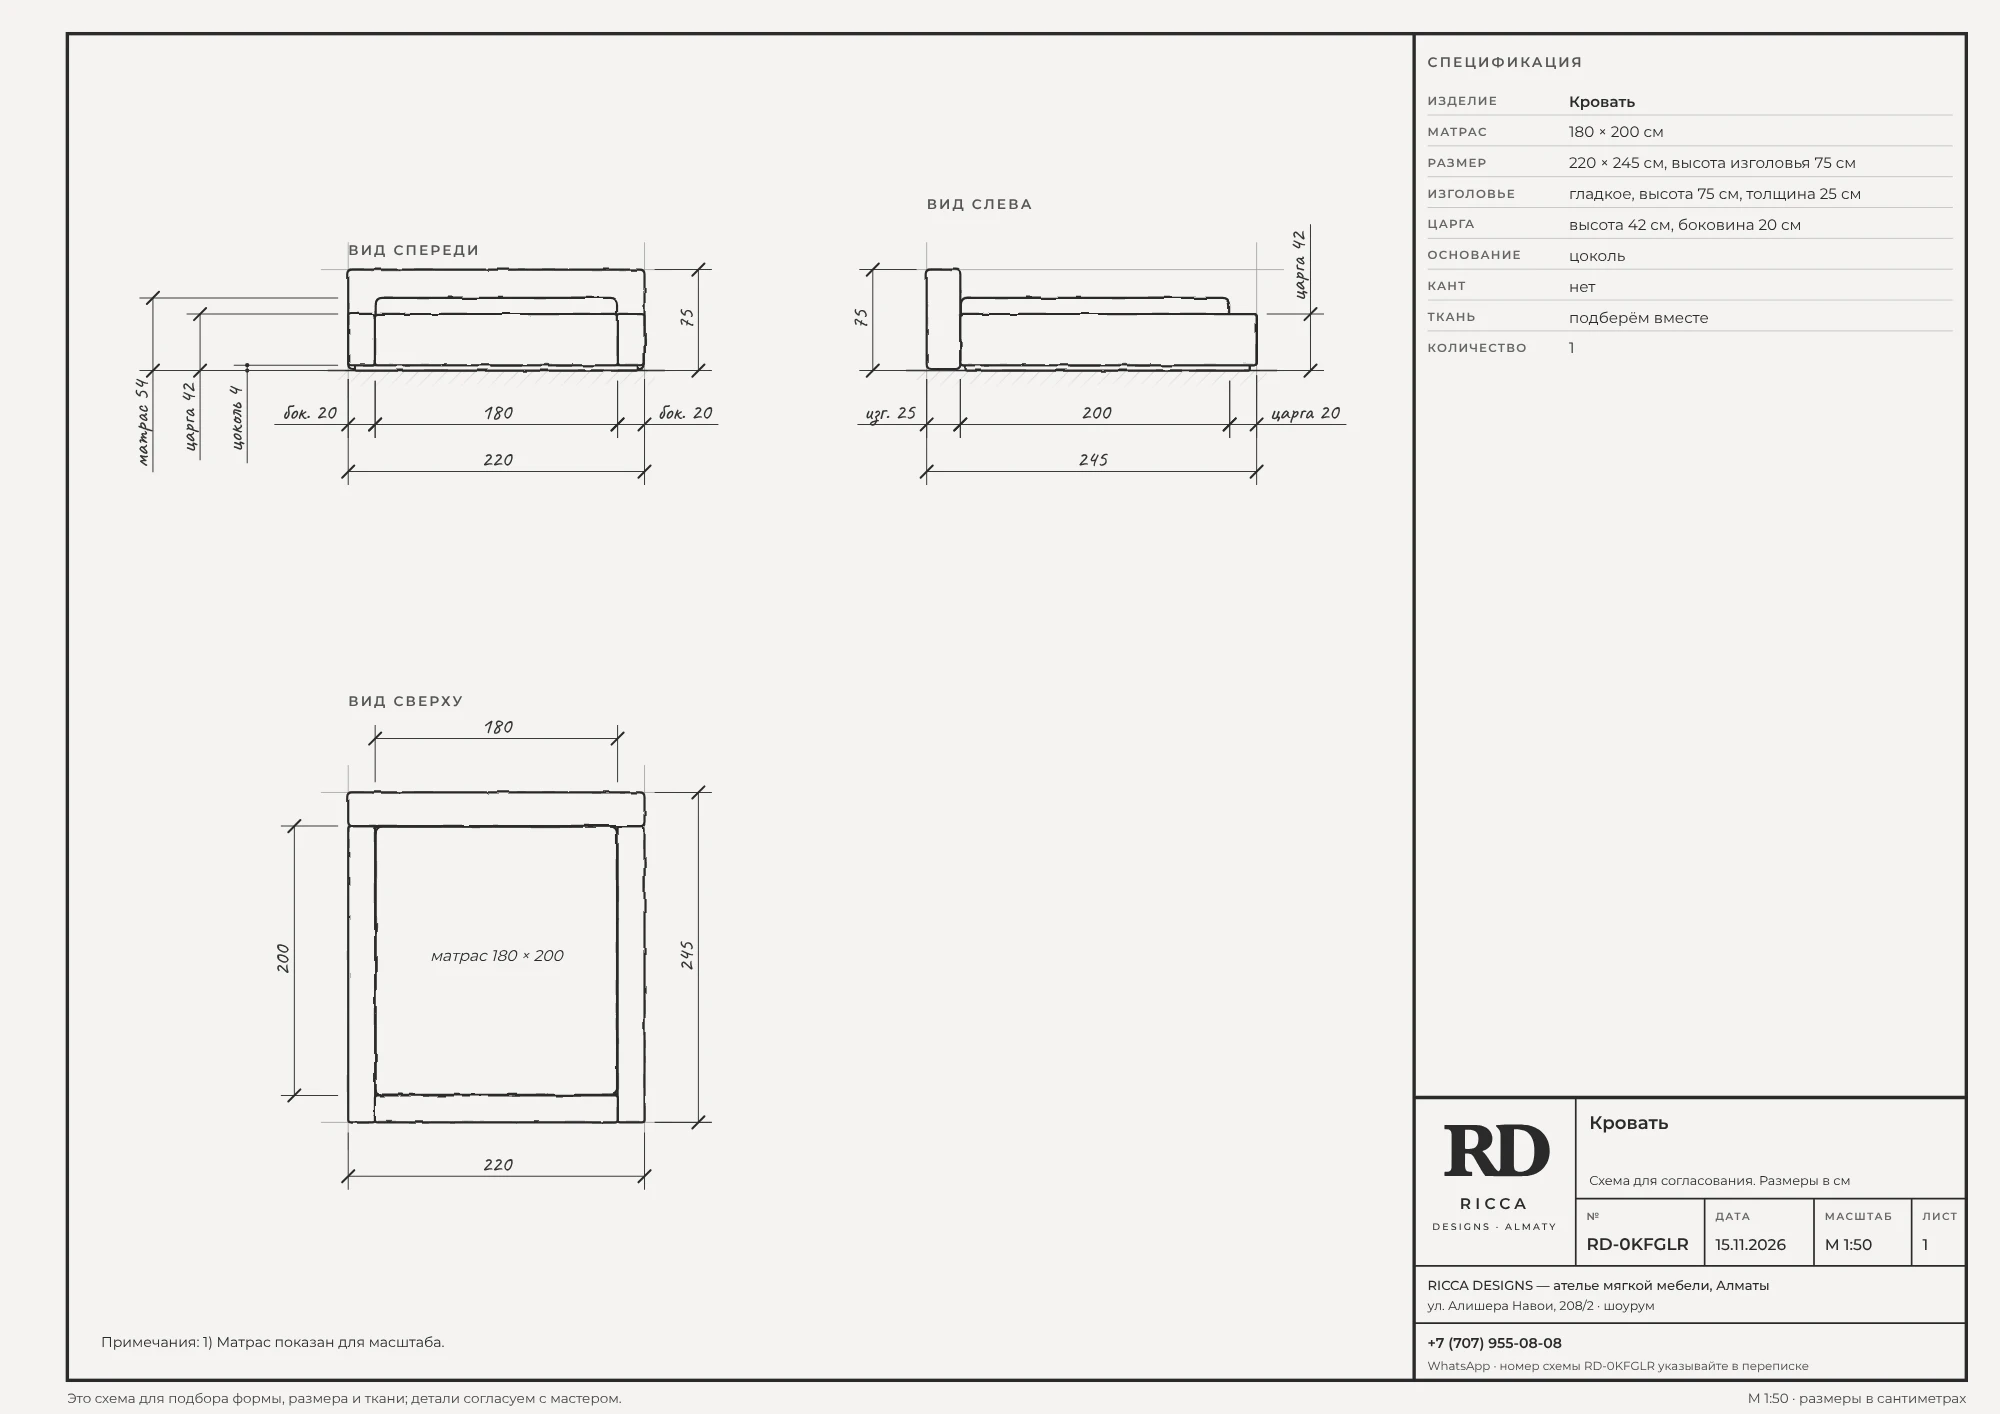 ВИД СПЕРЕДИ
75
матрас 54
царга 42
цоколь 4
бок. 20
180
бок. 20
220
ВИД СЛЕВА
75
царга 42
изг. 25
200
царга 20
245
ВИД СВЕРХУ
180
200
матрас 180 × 200
245
220
Примечания: 1) Матрас показан для масштаба.
СПЕЦИФИКАЦИЯ
ИЗДЕЛИЕ Кровать
МАТРАС 180 × 200 см
РАЗМЕР 220 × 245 см, высота изголовья 75 см
ИЗГОЛОВЬЕ гладкое, высота 75 см, толщина 25 см
ЦАРГА высота 42 см, боковина 20 см
ОСНОВАНИЕ цоколь
КАНТ нет
ТКАНЬ подберём вместе
КОЛИЧЕСТВО 1
RD
RICCA
DESIGNS · ALMATY
Кровать
Схема для согласования. Размеры в см
№ ДАТА МАСШТАБ ЛИСТ
RD-0KFGLR 15.11.2026 М 1:50 1
RICCA DESIGNS — ателье мягкой мебели, Алматы
ул. Алишера Навои, 208/2 · шоурум
+7 (707) 955-08-08
WhatsApp · номер схемы RD-0KFGLR указывайте в переписке
Это схема для подбора формы, размера и ткани; детали согласуем с мастером.
М 1:50 · размеры в сантиметрах